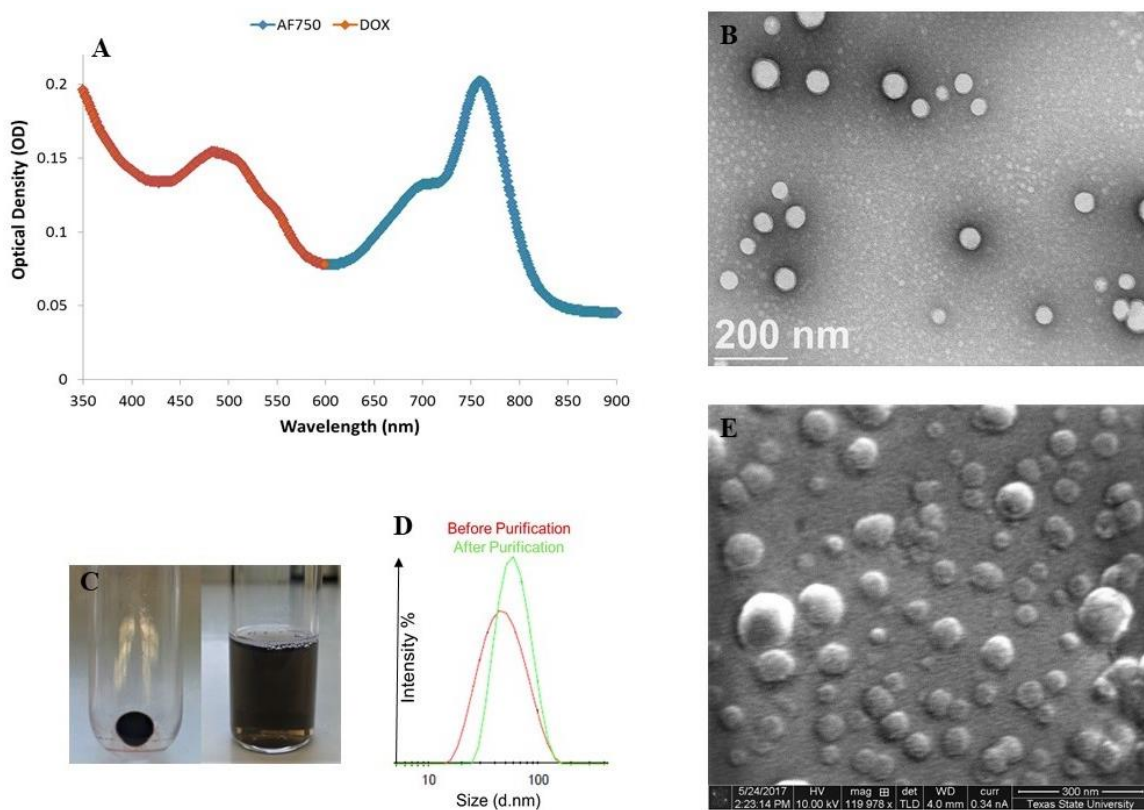 AF750 DOX
A
0.2
0.15
0.1
0.05
0
Optical Density (OD)
350 400 450 500 550 600 650 700 750 800 850 900
Wavelength (nm)
B
200 nm
C
D
Before Purification
After Purification
Intensity %
10 100
Size (d.nm)
E
5/24/2017 HV mag det WD curr 300 nm
2:23:14 PM 10.00 kV 119 978 x TLD 4.0 mm 0.34 nA Texas State University